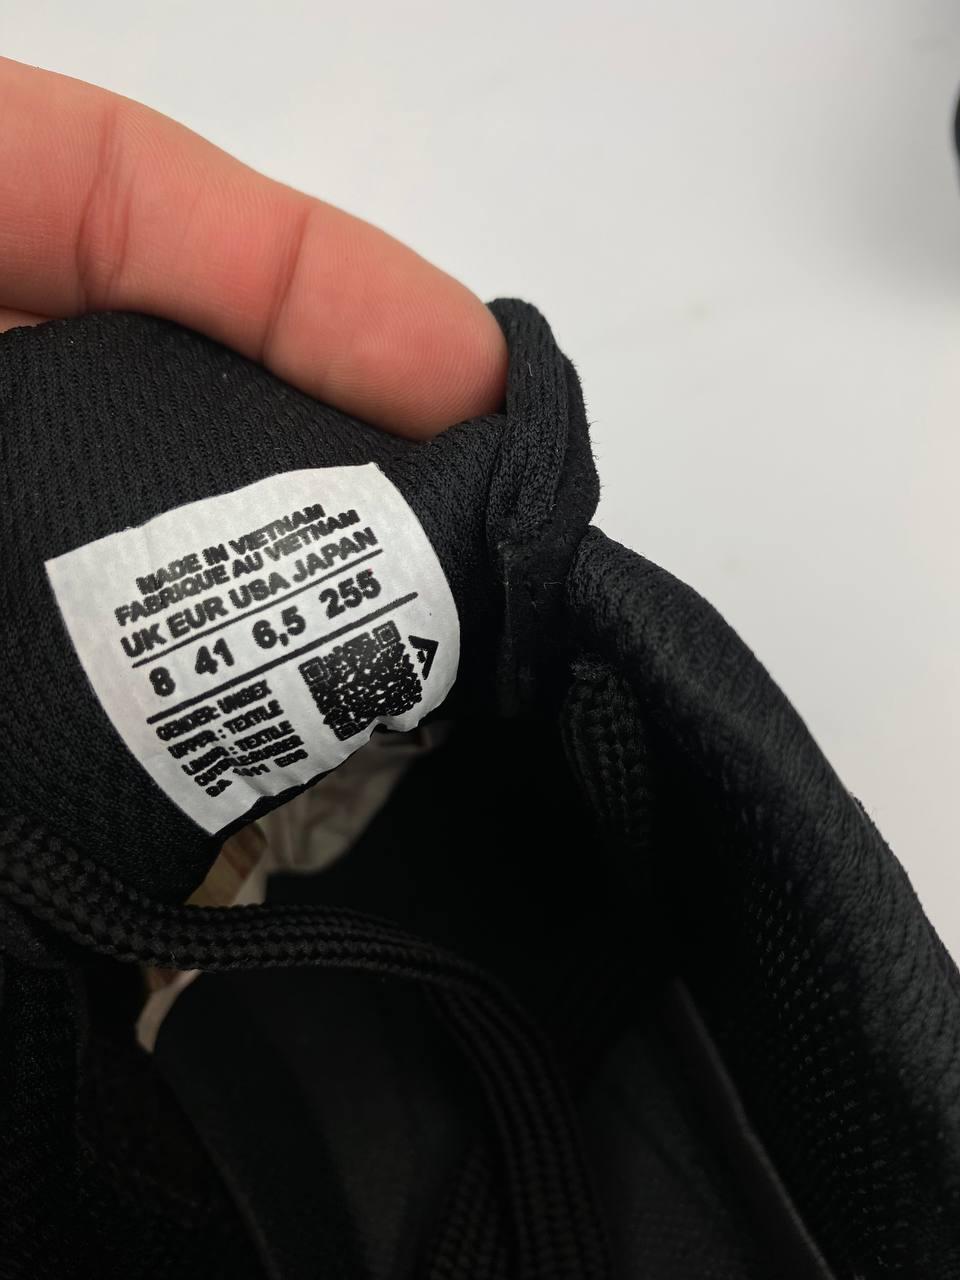 MADE IN VIETNAM
FABRIQUE AU VIETNAM
UK EUR USA JAPAN
8 41 6,5 255
GENDER: UNISEX
UPPER : TEXTILE
LINING : TEXTILE